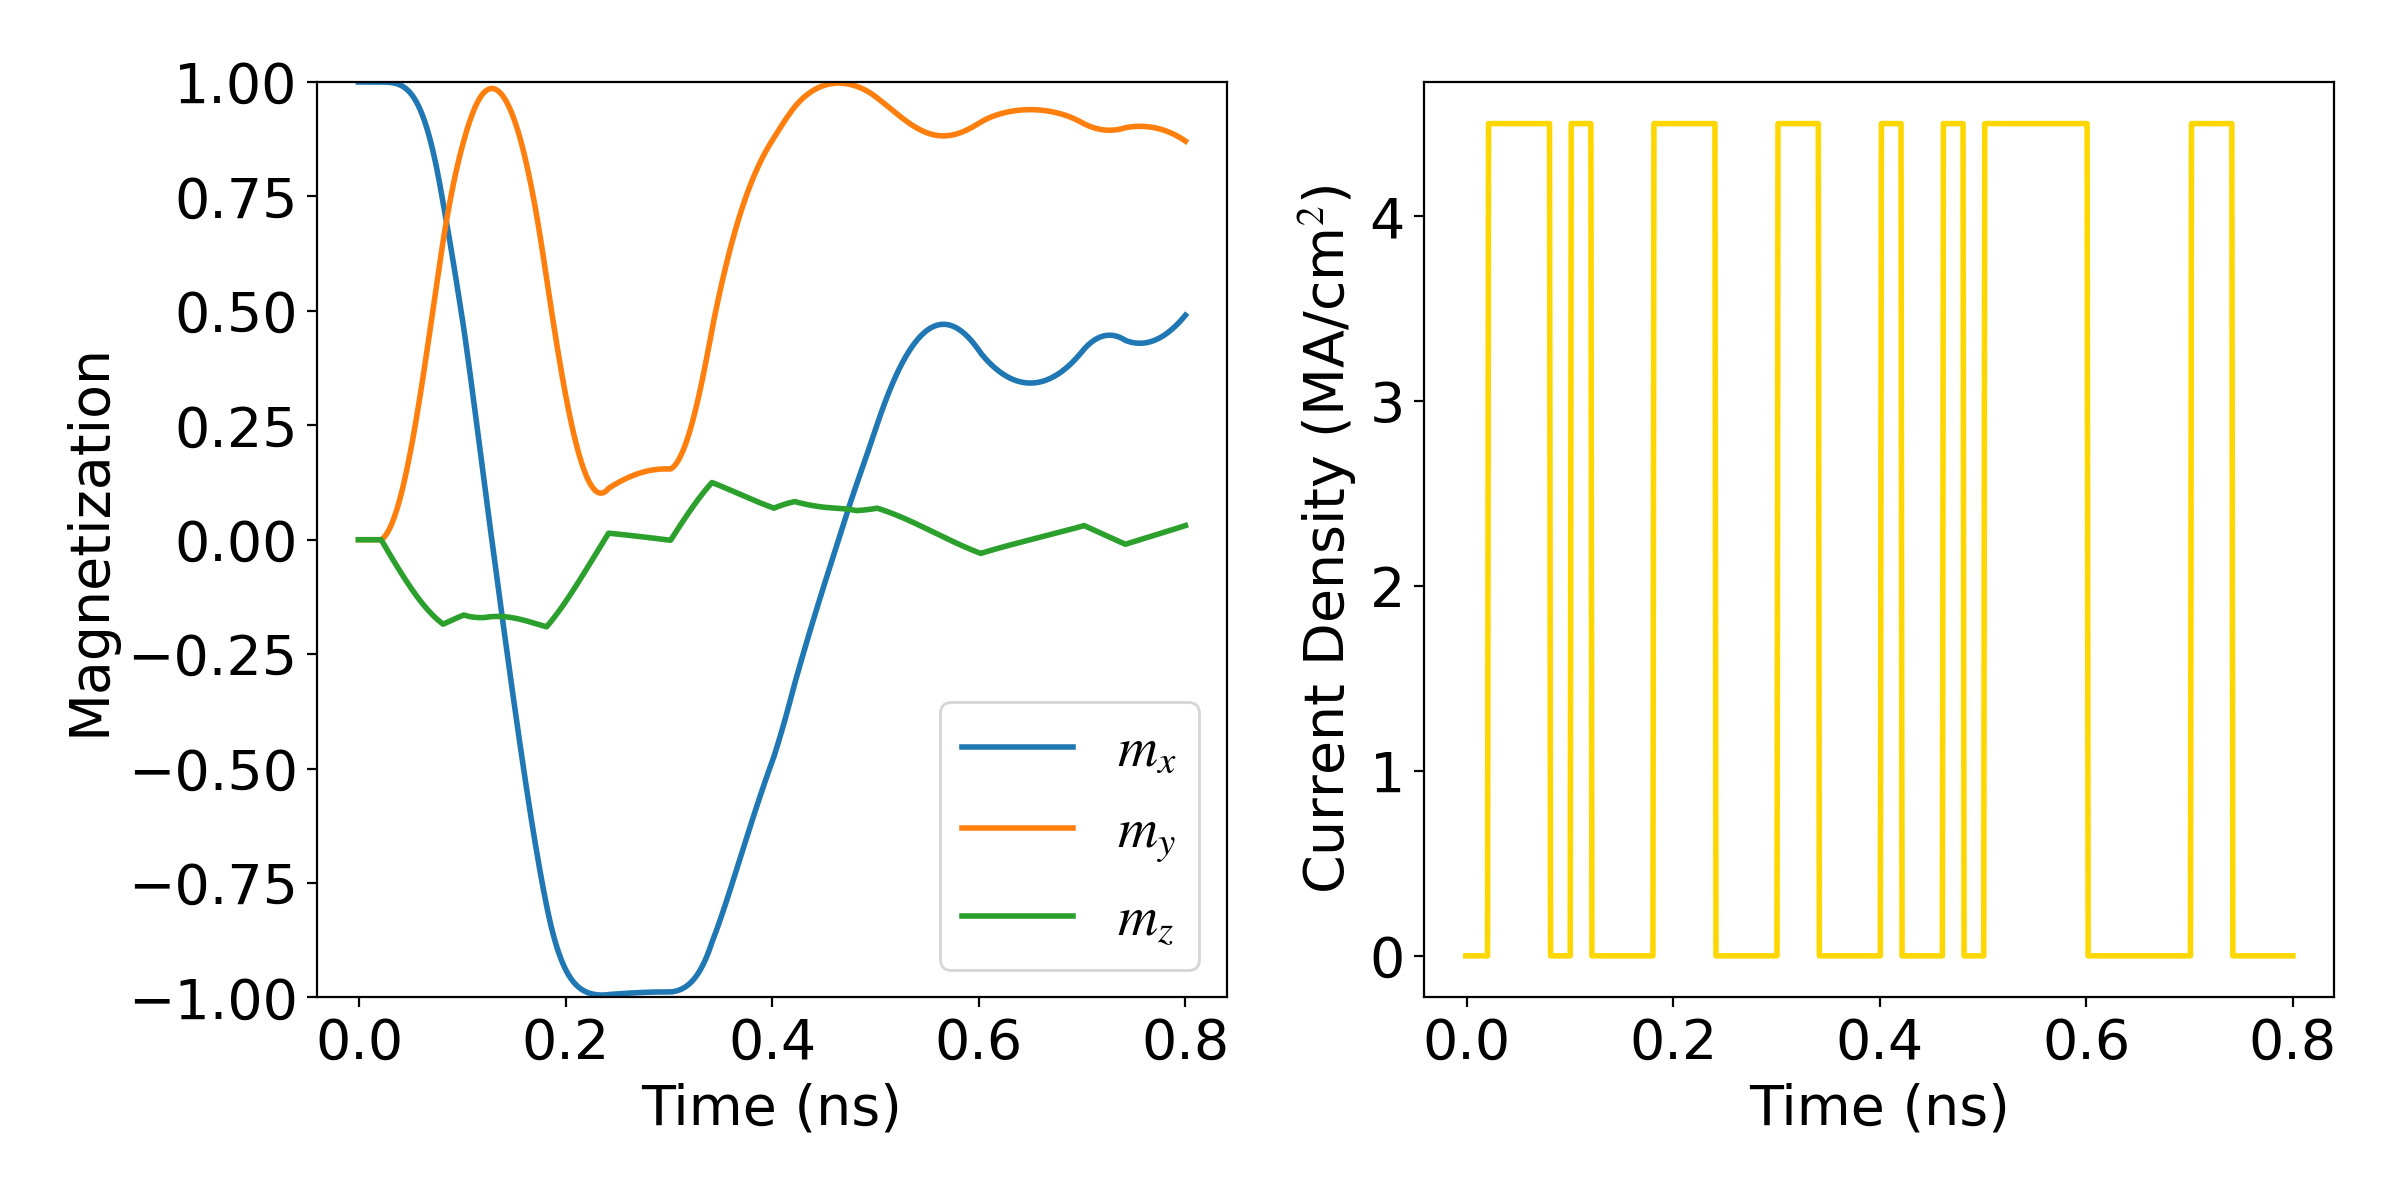 Magnetization
1.00
0.75
0.50
0.25
0.00
−0.25
−0.50
−0.75
−1.00
0.0 0.2 0.4 0.6 0.8
Time (ns)
mₓ
m_y
m_z
Current Density (MA/cm²)
4
3
2
1
0
0.0 0.2 0.4 0.6 0.8
Time (ns)